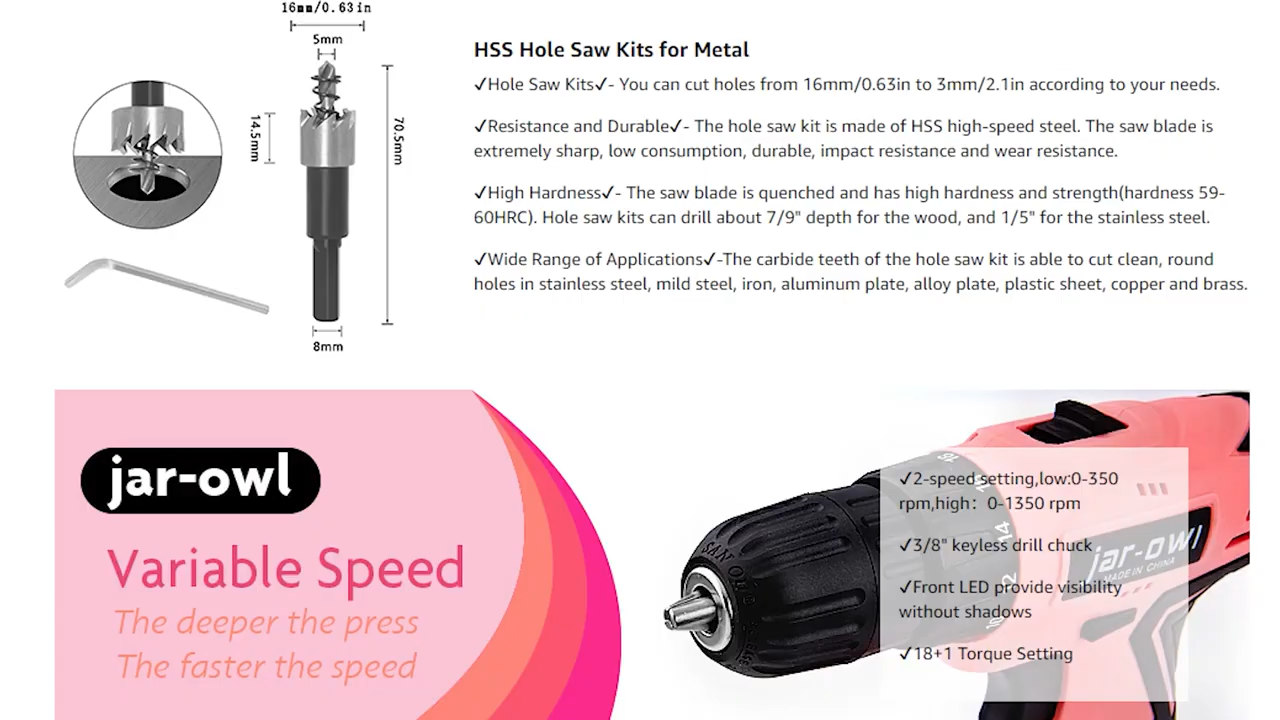 16mm/0.63in
5mm
14.5mm
70.5mm
8mm
HSS Hole Saw Kits for Metal
✓Hole Saw Kits✓- You can cut holes from 16mm/0.63in to 3mm/2.1in according to your needs.
✓Resistance and Durable✓- The hole saw kit is made of HSS high-speed steel. The saw blade is
extremely sharp, low consumption, durable, impact resistance and wear resistance.
✓High Hardness✓- The saw blade is quenched and has high hardness and strength(hardness 59-
60HRC). Hole saw kits can drill about 7/9" depth for the wood, and 1/5" for the stainless steel.
✓Wide Range of Applications✓-The carbide teeth of the hole saw kit is able to cut clean, round
holes in stainless steel, mild steel, iron, aluminum plate, alloy plate, plastic sheet, copper and brass.
jar-owl
Variable Speed
The deeper the press
The faster the speed
✓2-speed setting,low:0-350
rpm,high：0-1350 rpm
✓3/8" keyless drill chuck
✓Front LED provide visibility
without shadows
✓18+1 Torque Setting
jar-owl
MADE IN CHINA
16
14